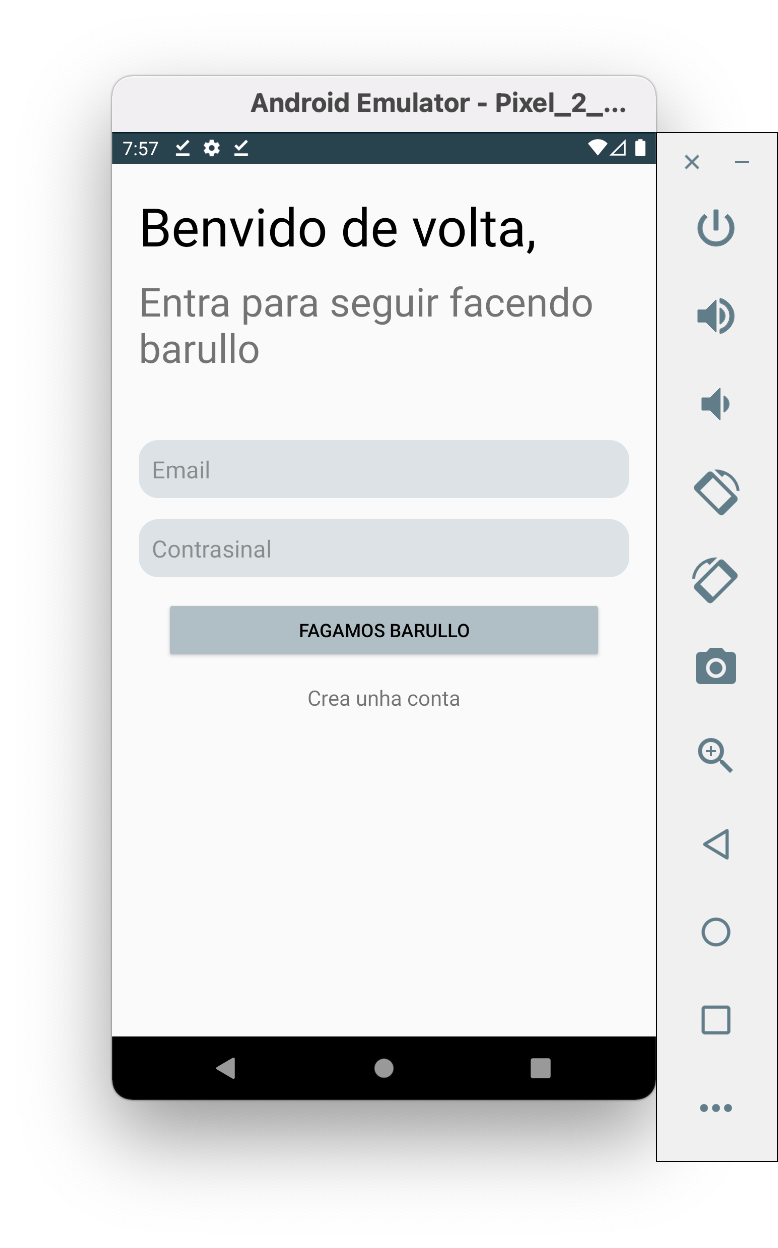 Android Emulator - Pixel_2_...
7:57
Benvido de volta,
Entra para seguir facendo
barullo
Email
Contrasinal
FAGAMOS BARULLO
Crea unha conta